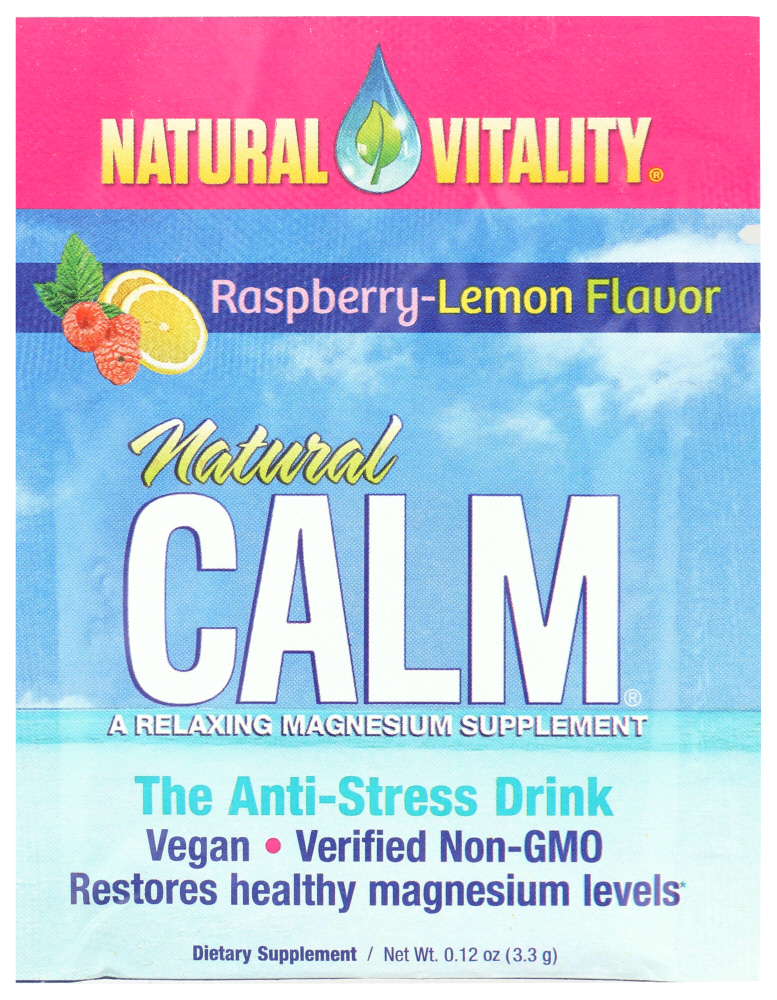 NATURAL VITALITY®
Raspberry-Lemon Flavor
Natural
CALM®
A RELAXING MAGNESIUM SUPPLEMENT
The Anti-Stress Drink
Vegan • Verified Non-GMO
Restores healthy magnesium levels*
Dietary Supplement / Net Wt. 0.12 oz (3.3 g)